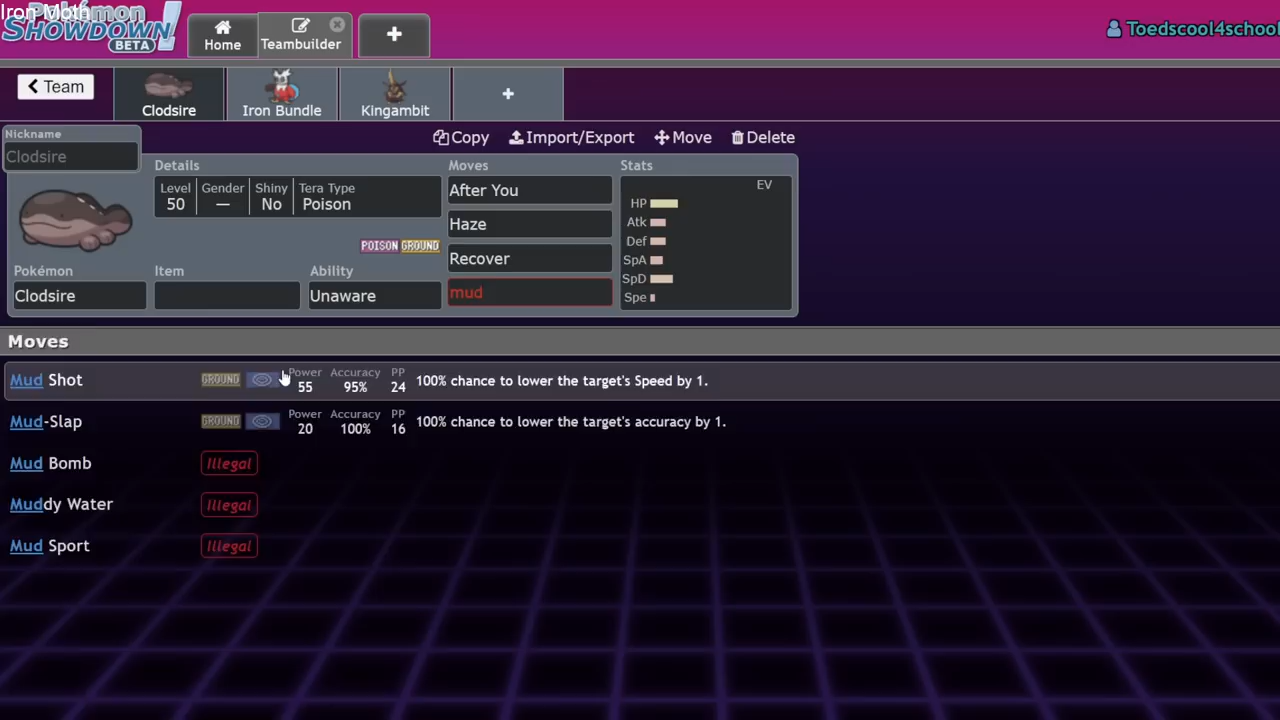 Iron Moth
Pokémon
SHOWDOWN!
BETA
Home
Teambuilder
+
Toedscool4school
Team
Clodsire
Iron Bundle
Kingambit
+
Nickname
Clodsire
Copy
Import/Export
Move
Delete
Details
Level
50
Gender
—
Shiny
No
Tera Type
Poison
POISON GROUND
Pokémon
Clodsire
Item
Ability
Unaware
Moves
After You
Haze
Recover
mud
Stats
EV
HP
Atk
Def
SpA
SpD
Spe
Moves
Mud Shot GROUND Power 55 Accuracy 95% PP 24 100% chance to lower the target's Speed by 1.
Mud-Slap GROUND Power 20 Accuracy 100% PP 16 100% chance to lower the target's accuracy by 1.
Mud Bomb Illegal
Muddy Water Illegal
Mud Sport Illegal